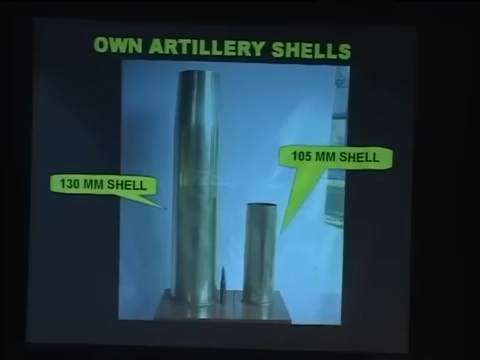 OWN ARTILLERY SHELLS
105 MM SHELL
130 MM SHELL